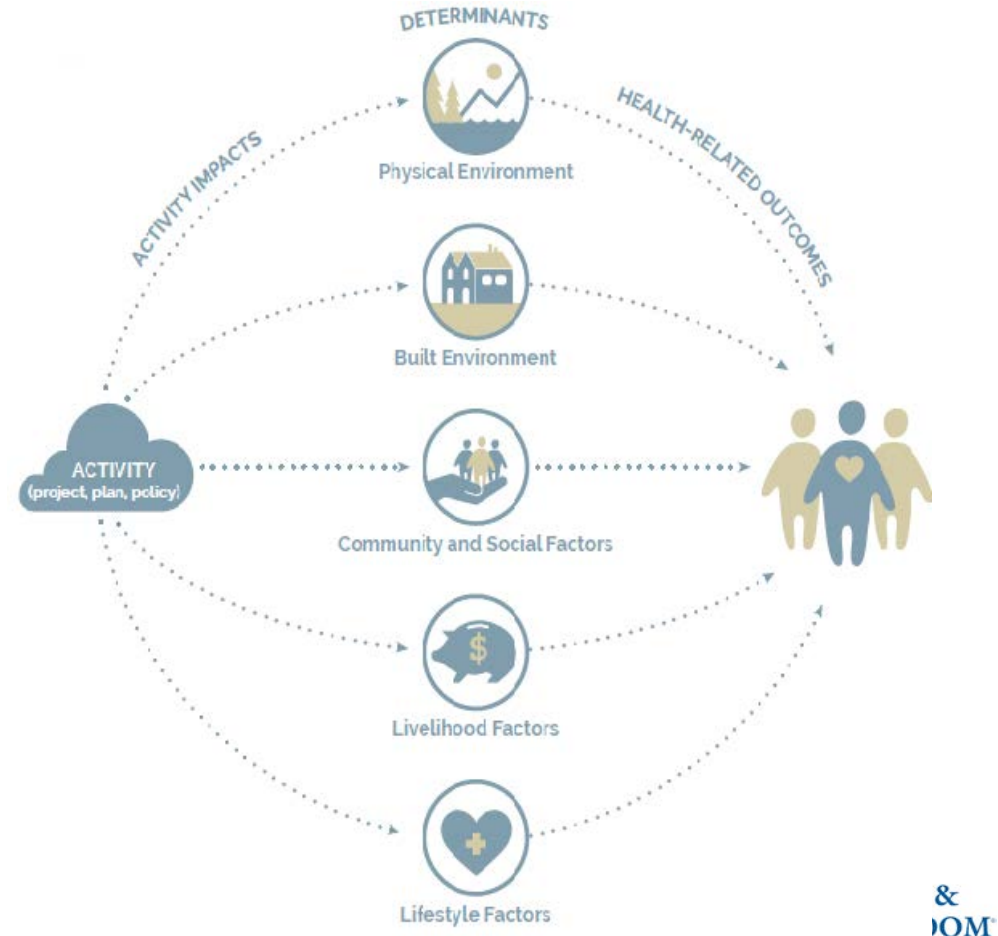 DETERMINANTS
ACTIVITY IMPACTS
HEALTH-RELATED OUTCOMES
Physical Environment
Built Environment
ACTIVITY
(project, plan, policy)
Community and Social Factors
Livelihood Factors
$
Lifestyle Factors
&